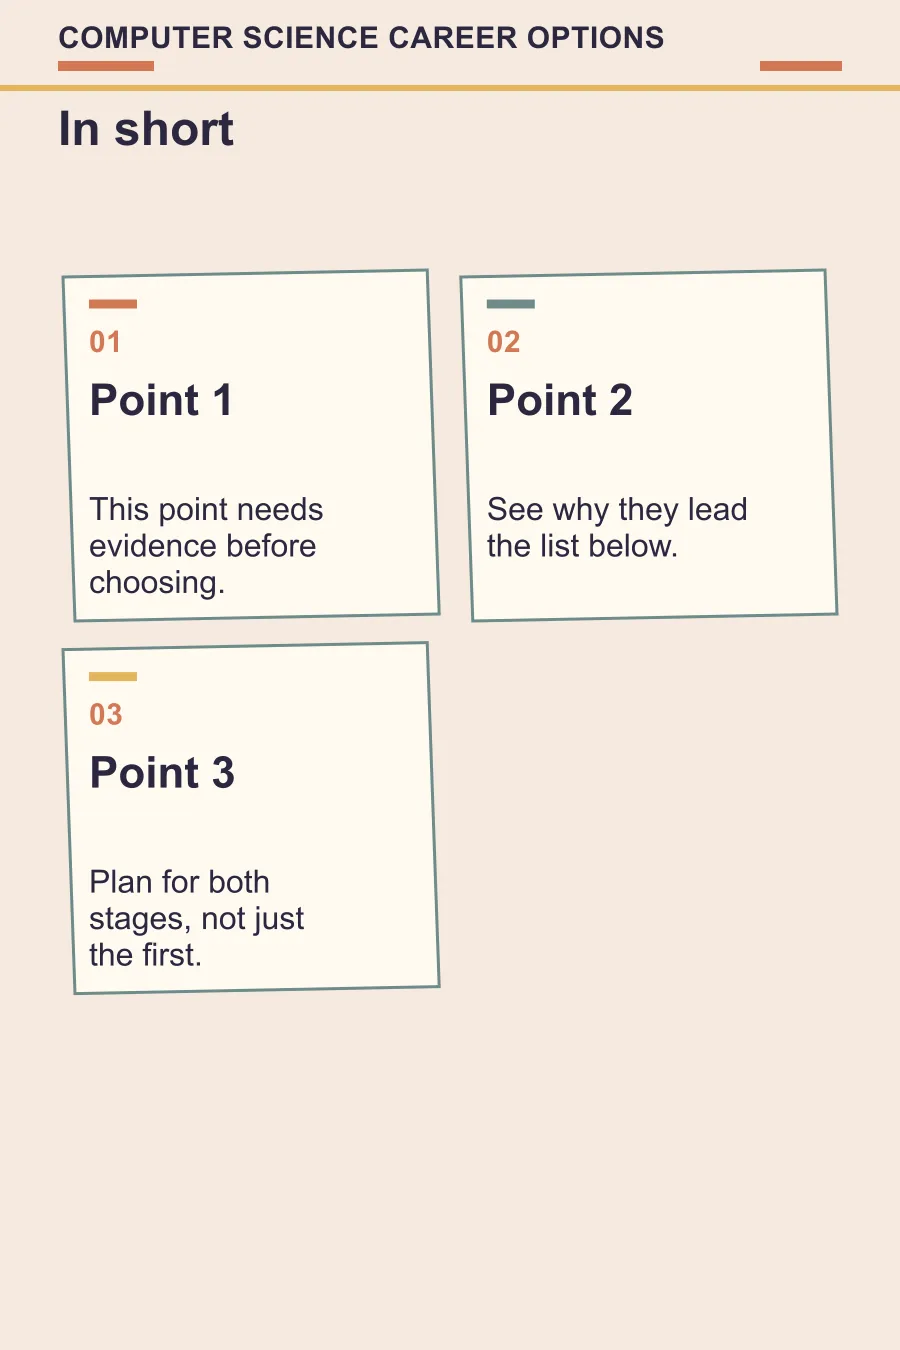 COMPUTER SCIENCE CAREER OPTIONS
In short
01
Point 1
This point needs
evidence before
choosing.
02
Point 2
See why they lead
the list below.
03
Point 3
Plan for both
stages, not just
the first.